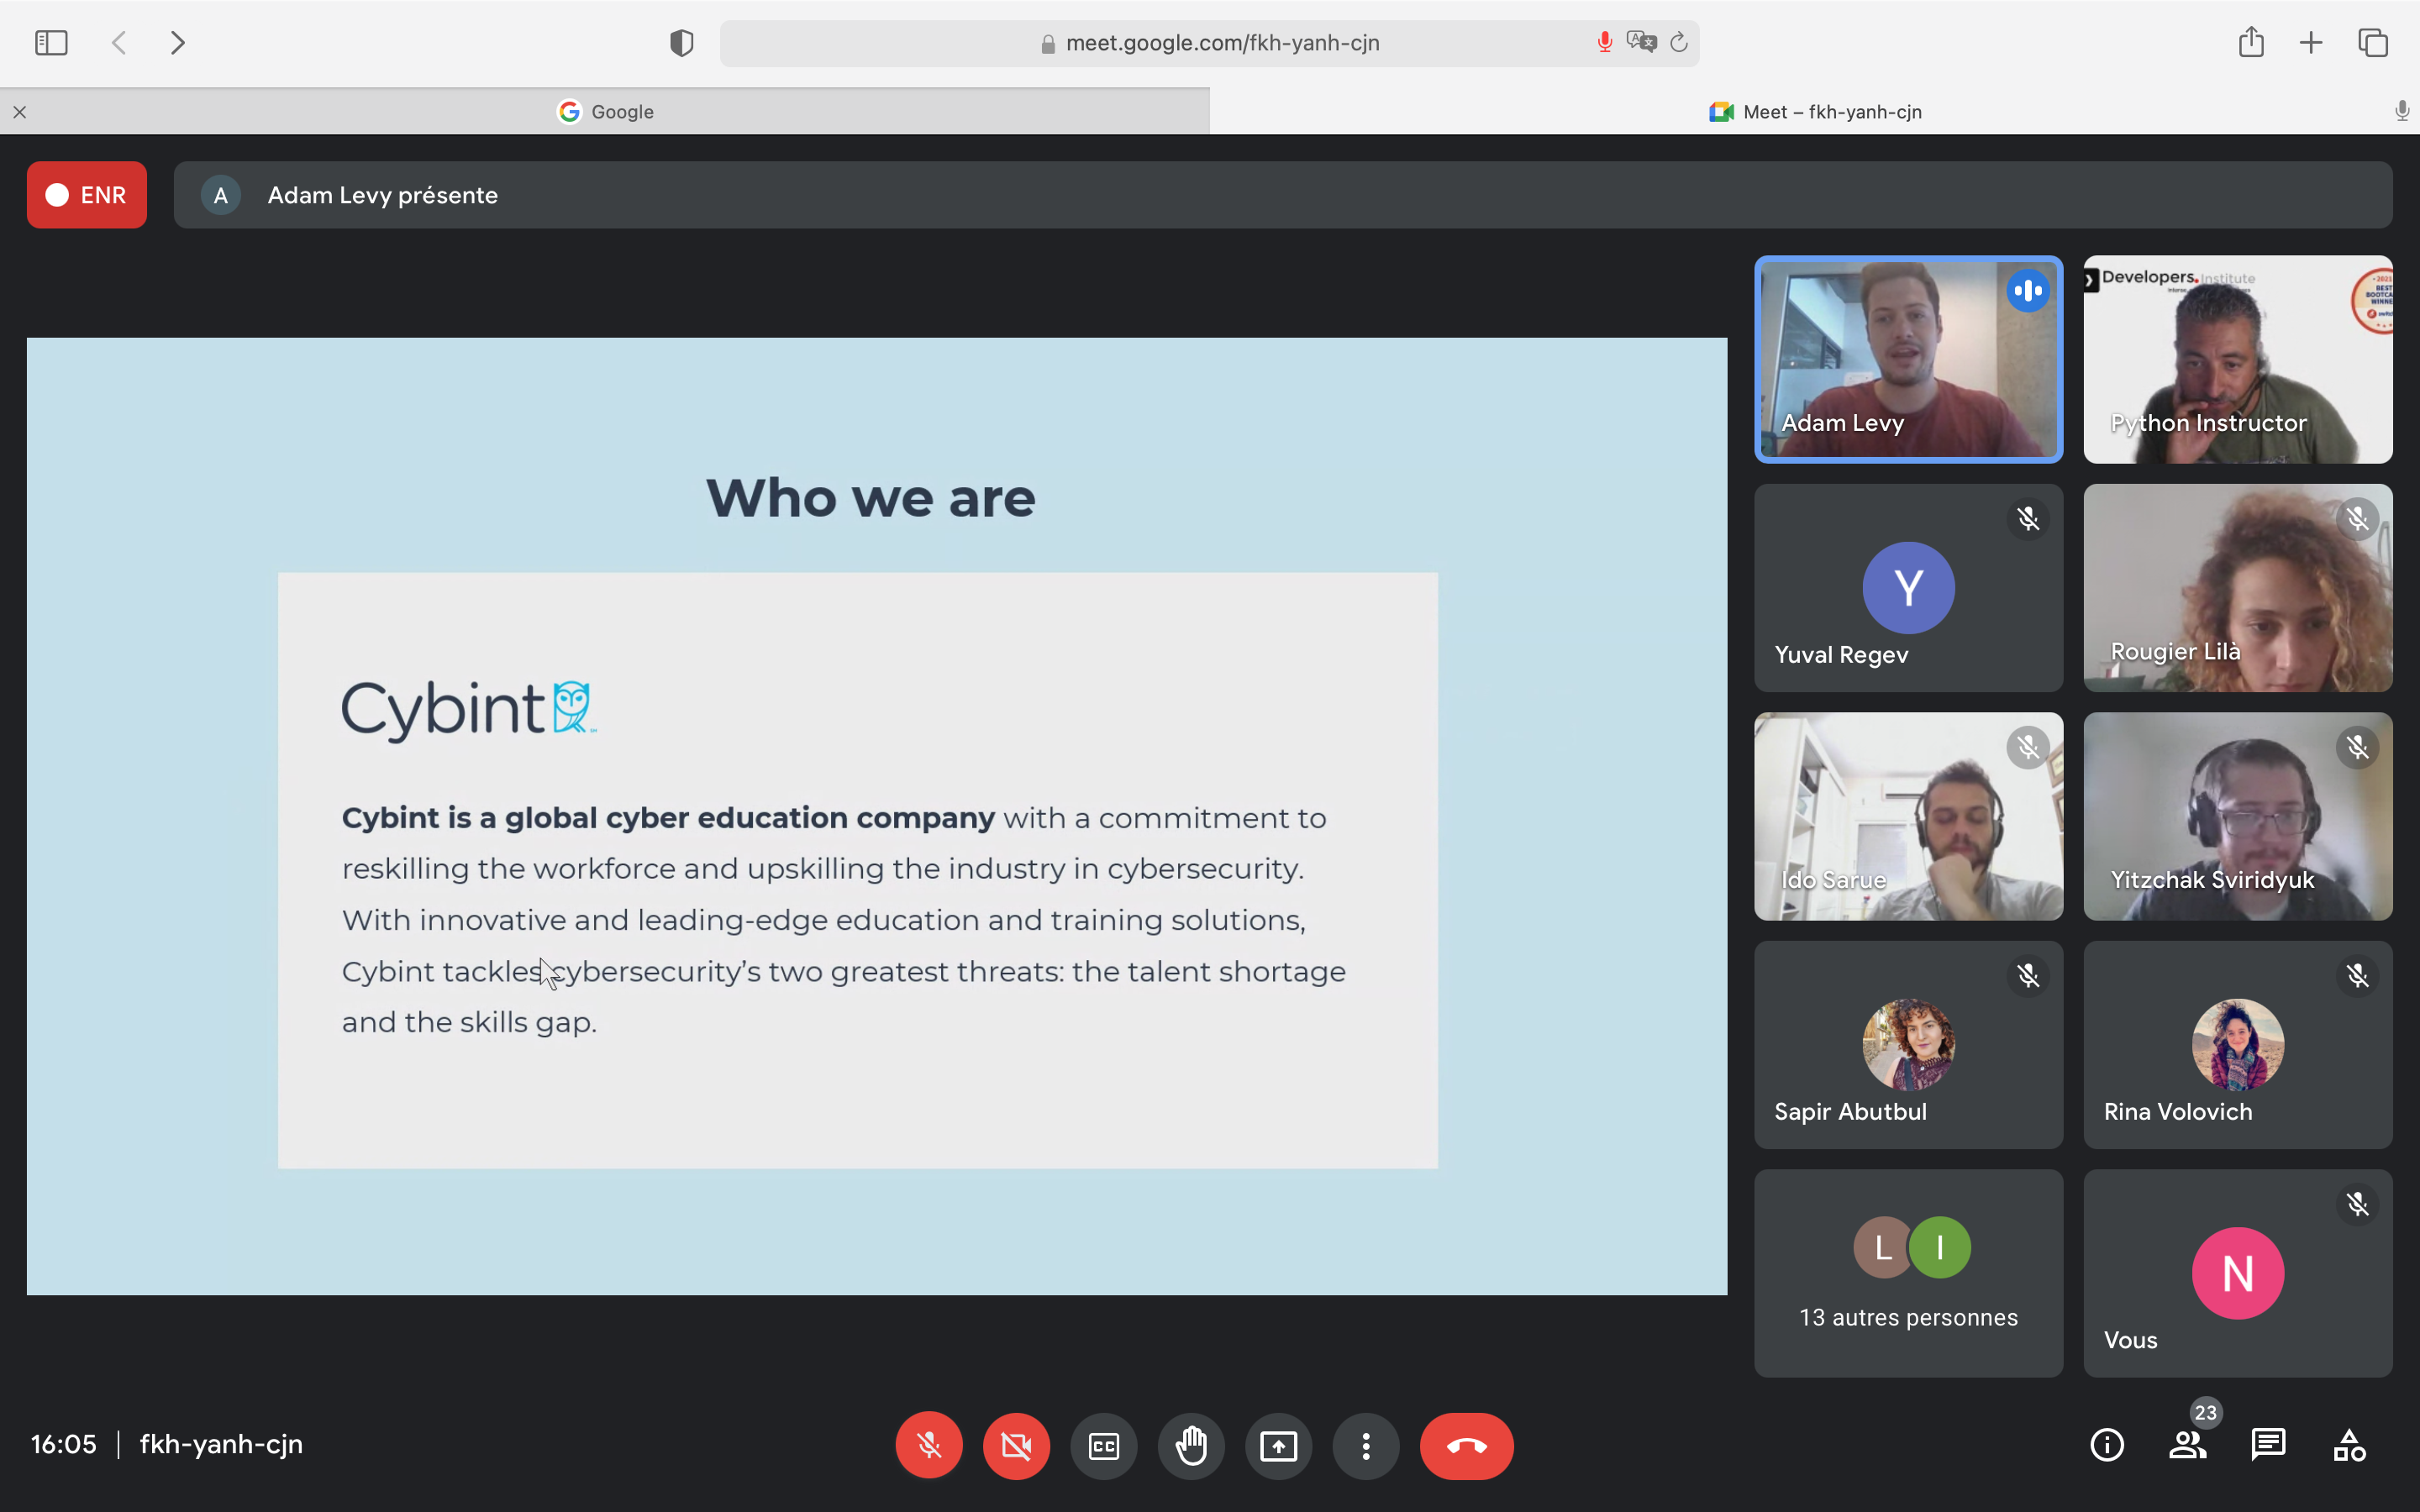 meet.google.com/fkh-yanh-cjn
Google
Meet – fkh-yanh-cjn
ENR
A
Adam Levy présente
Who we are
Cybint
Cybint is a global cyber education company with a commitment to
reskilling the workforce and upskilling the industry in cybersecurity.
With innovative and leading-edge education and training solutions,
Cybint tackles cybersecurity's two greatest threats: the talent shortage
and the skills gap.
Adam Levy
Developers.Institute
2021
BEST
Python Instructor
Y
Yuval Regev
Rougier Lilà
Ido Sarue
Yitzchak Sviridyuk
Sapir Abutbul
Rina Volovich
L I
13 autres personnes
N
Vous
16:05 | fkh-yanh-cjn
CC
23